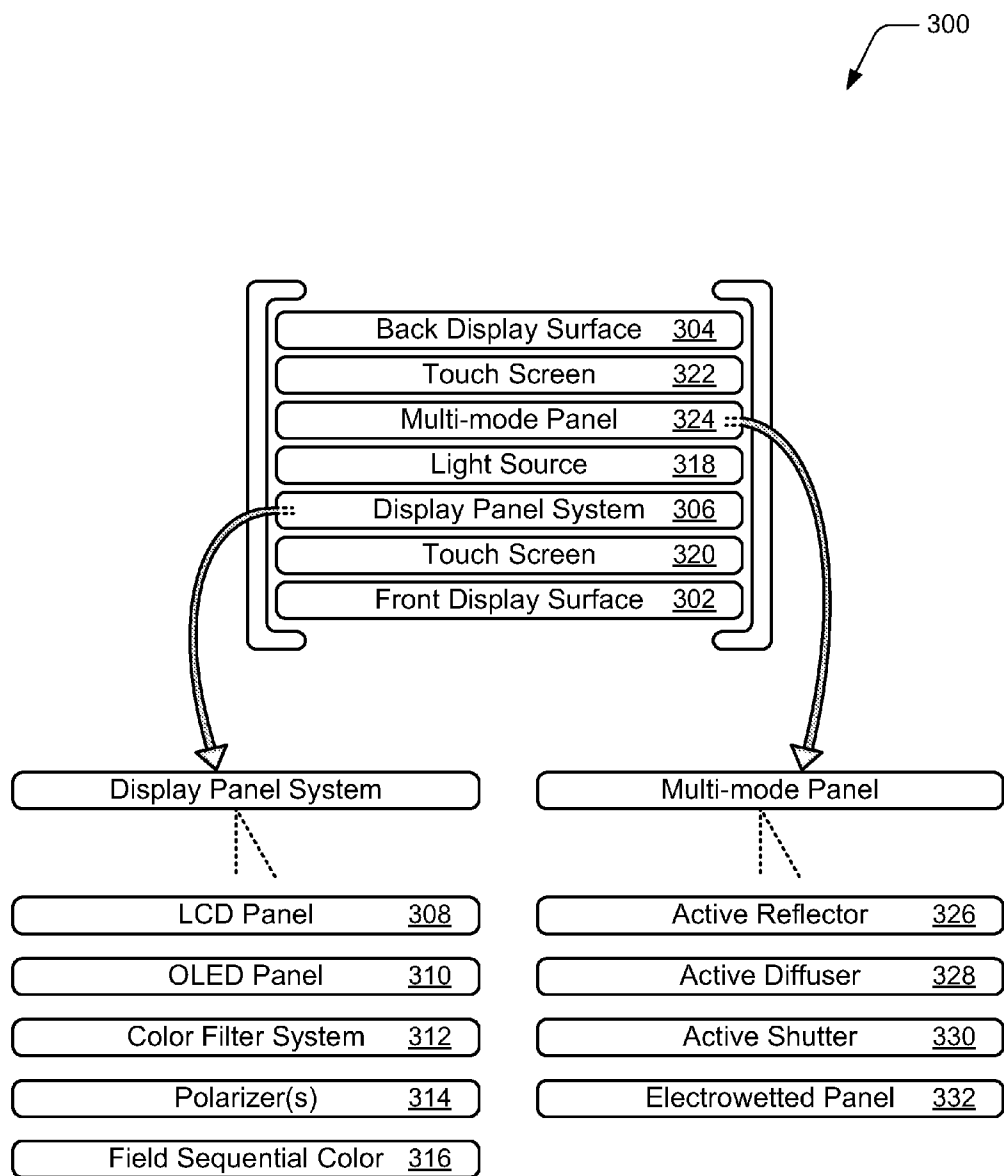 300
Back Display Surface 304
Touch Screen 322
Multi-mode Panel 324
Light Source 318
Display Panel System 306
Touch Screen 320
Front Display Surface 302
Display Panel System
LCD Panel 308
OLED Panel 310
Color Filter System 312
Polarizer(s) 314
Field Sequential Color 316
Multi-mode Panel
Active Reflector 326
Active Diffuser 328
Active Shutter 330
Electrowetted Panel 332